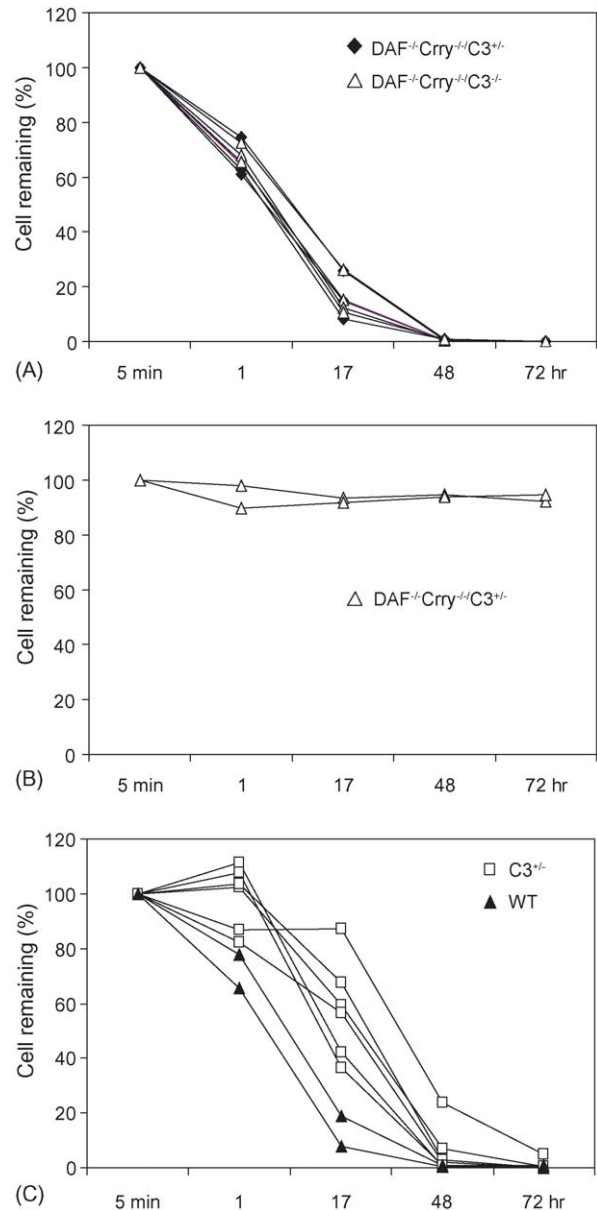 120
100
80
60
40
20
0
Cell remaining (%)
DAF-/-Crry-/-/C3+/-
DAF-/-Crry-/-/C3-/-
5 min 1 17 48 72 hr
(A)
120
100
80
60
40
20
0
Cell remaining (%)
DAF-/-Crry-/-/C3+/-
5 min 1 17 48 72 hr
(B)
120
100
80
60
40
20
0
Cell remaining (%)
C3+/-
WT
5 min 1 17 48 72 hr
(C)